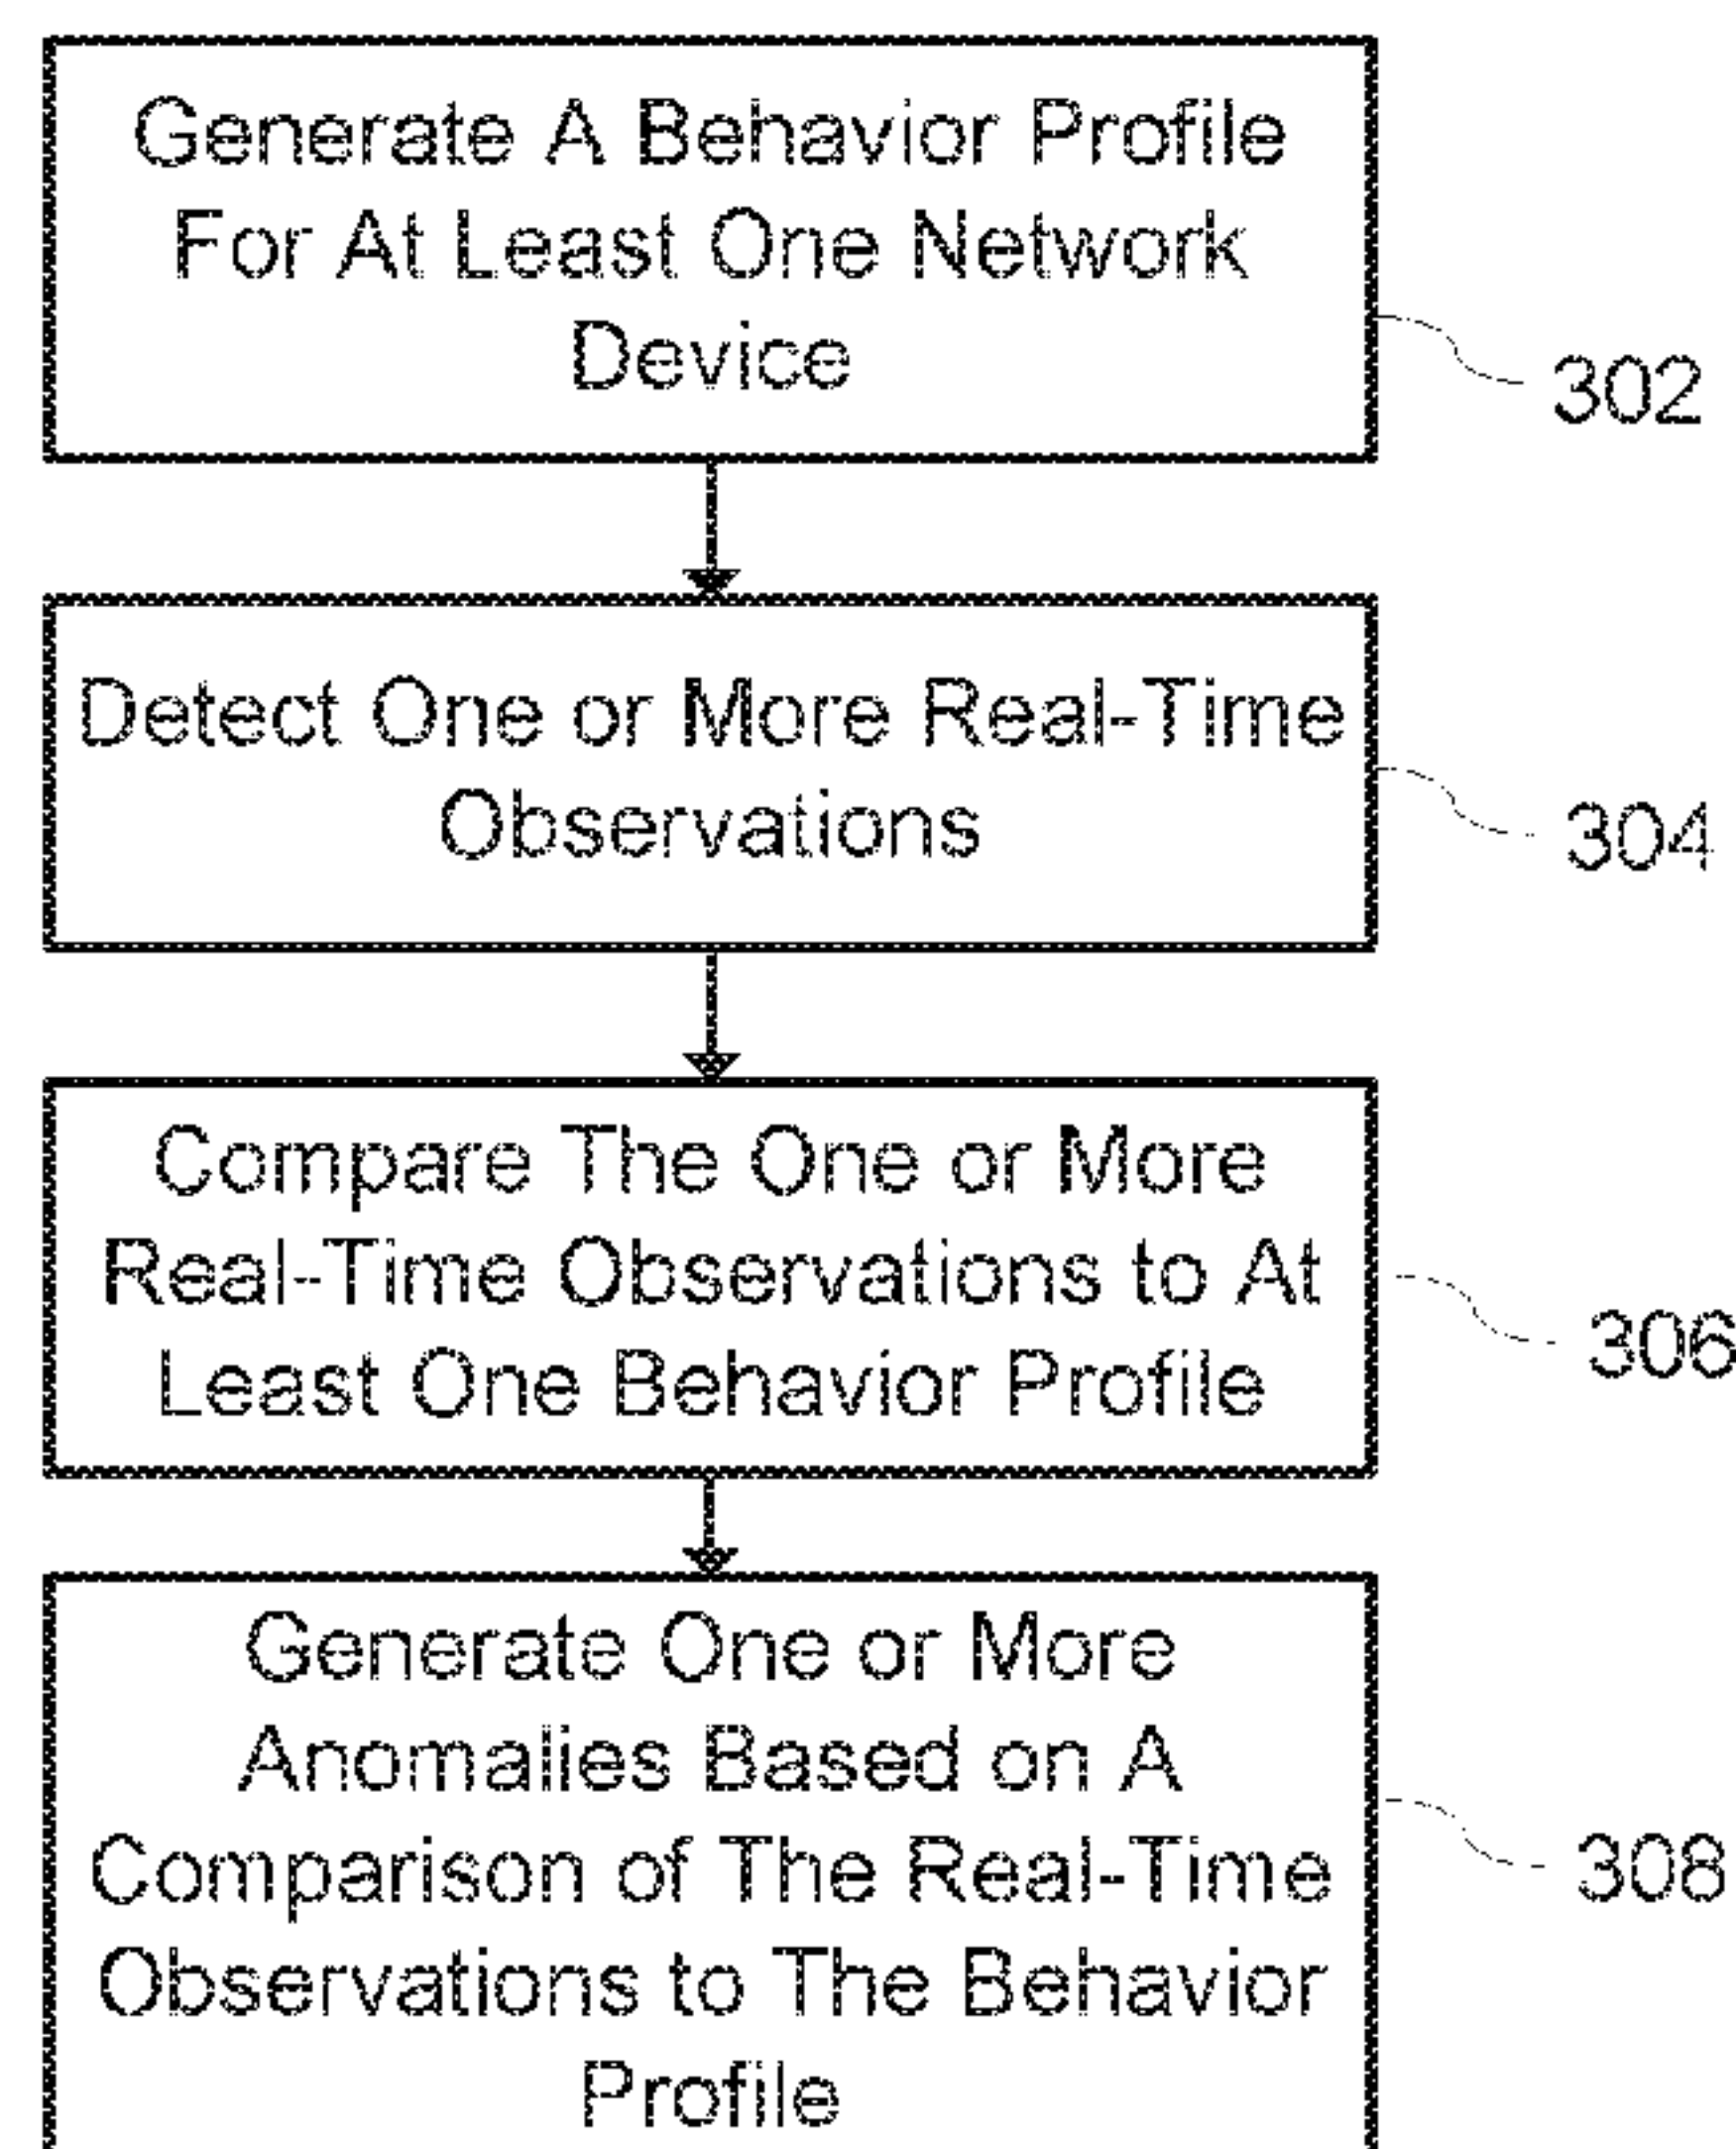 Generate A Behavior Profile
For At Least One Network
Device
302
Detect One or More Real-Time
Observations
304
Compare The One or More
Real-Time Observations to At
Least One Behavior Profile
306
Generate One or More
Anomalies Based on A
Comparison of The Real-Time
Observations to The Behavior
Profile
308